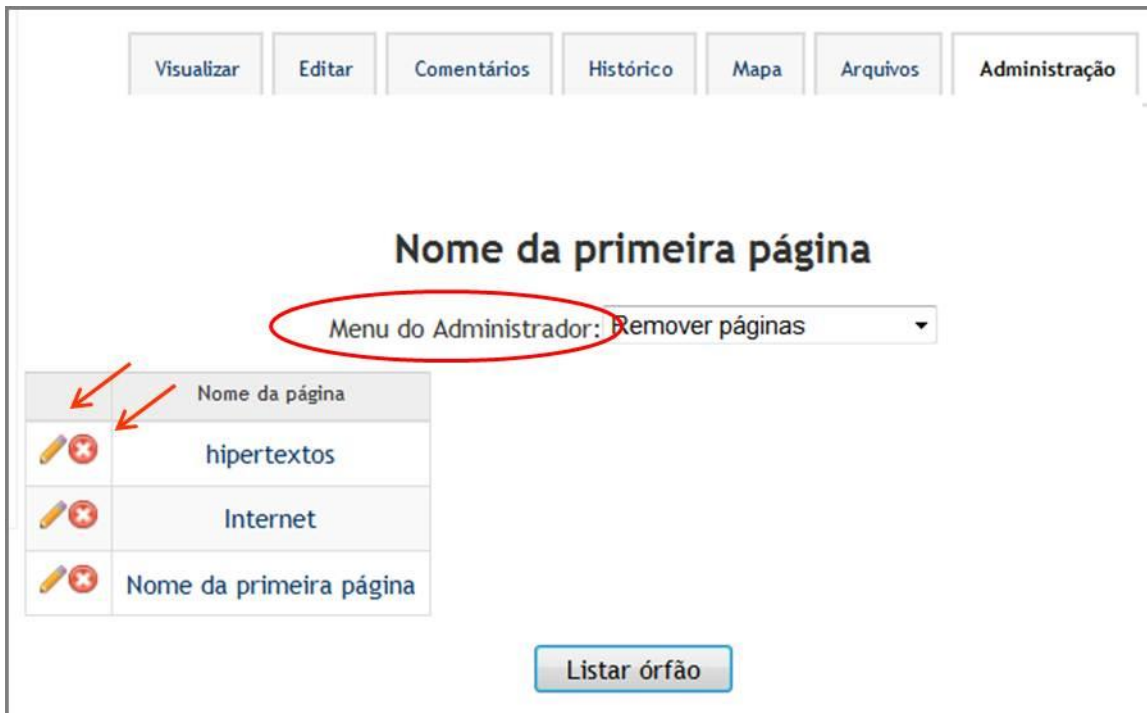 Visualizar Editar Comentários Histórico Mapa Arquivos Administração
Nome da primeira página
Menu do Administrador: Remover páginas
Nome da página
hipertextos
Internet
Nome da primeira página
Listar órfão